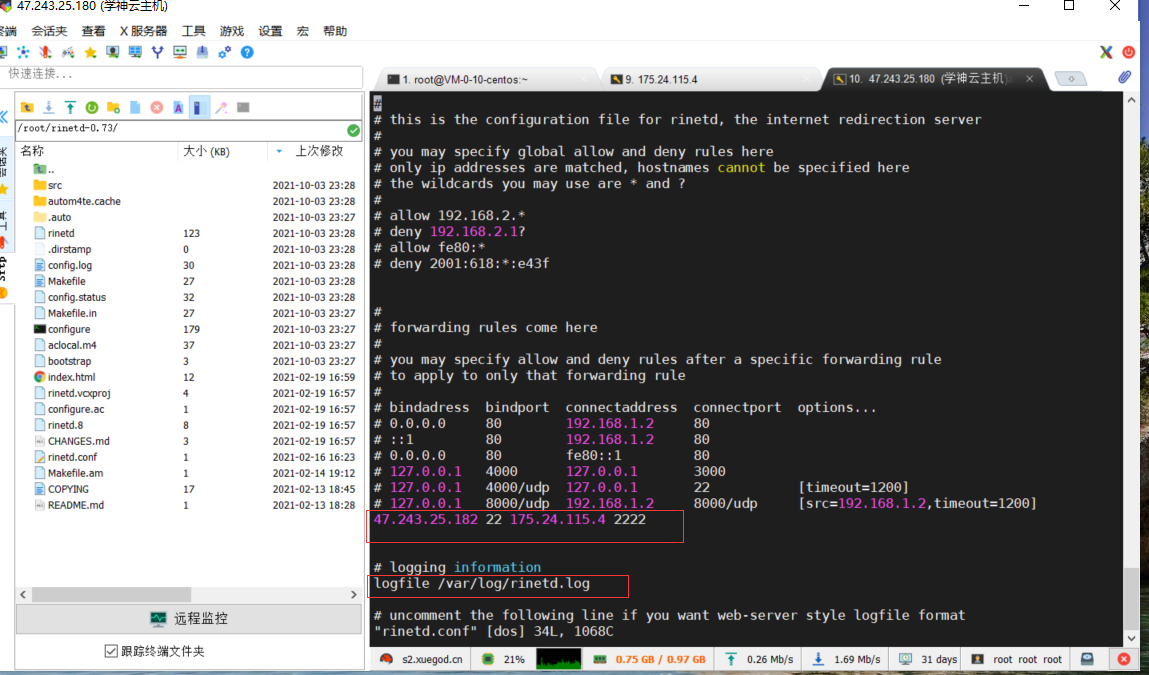 47.243.25.180 (学神云主机)
终端 会话夹 查看 X 服务器 工具 游戏 设置 宏 帮助
快速连接...
1. root@VM-0-10-centos:~ 9. 175.24.115.4 10. 47.243.25.180 (学神云主机)
/root/rinetd-0.73/
名称 大小 (KB) 上次修改
..
src 2021-10-03 23:28
autom4te.cache 2021-10-03 23:28
.auto 2021-10-03 23:27
rinetd 123 2021-10-03 23:28
.dirstamp 0 2021-10-03 23:28
config.log 30 2021-10-03 23:28
Makefile 27 2021-10-03 23:28
config.status 32 2021-10-03 23:28
Makefile.in 27 2021-10-03 23:27
configure 179 2021-10-03 23:27
aclocal.m4 37 2021-10-03 23:27
bootstrap 3 2021-10-03 23:27
index.html 12 2021-02-19 16:59
rinetd.vcxproj 4 2021-02-19 16:57
configure.ac 1 2021-02-19 16:57
rinetd.8 8 2021-02-19 16:57
CHANGES.md 3 2021-02-19 16:57
rinetd.conf 1 2021-02-16 16:23
Makefile.am 1 2021-02-14 19:12
COPYING 17 2021-02-13 18:45
README.md 1 2021-02-13 18:28
远程监控
跟踪终端文件夹
工具
Sftp
#
# this is the configuration file for rinetd, the internet redirection server
#
# you may specify global allow and deny rules here
# only ip addresses are matched, hostnames cannot be specified here
# the wildcards you may use are * and ?
#
# allow 192.168.2.*
# deny 192.168.2.1?
# allow fe80:*
# deny 2001:618:*:e43f
#
# forwarding rules come here
#
# you may specify allow and deny rules after a specific forwarding rule
# to apply to only that forwarding rule
#
# bindadress bindport connectaddress connectport options...
# 0.0.0.0 80 192.168.1.2 80
# ::1 80 192.168.1.2 80
# 0.0.0.0 80 fe80::1 80
# 127.0.0.1 4000 127.0.0.1 3000
# 127.0.0.1 4000/udp 127.0.0.1 22 [timeout=1200]
# 127.0.0.1 8000/udp 192.168.1.2 8000/udp [src=192.168.1.2,timeout=1200]
47.243.25.182 22 175.24.115.4 2222
# logging information
logfile /var/log/rinetd.log
# uncomment the following line if you want web-server style logfile format
"rinetd.conf" [dos] 34L, 1068C
s2.xuegod.cn 21% 0.75 GB / 0.97 GB 0.26 Mb/s 1.69 Mb/s 31 days root root root